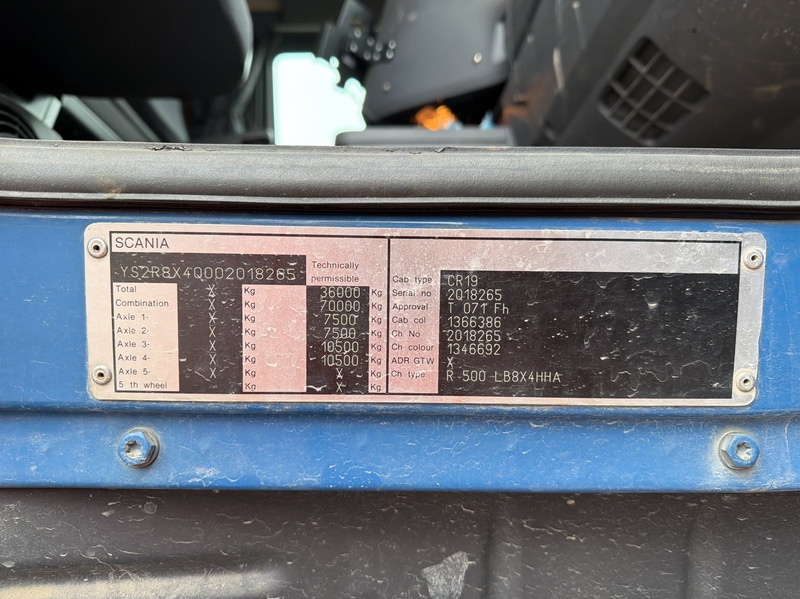 SCANIA
YS2R8X4Q002018265
Technically permissible
Total X Kg 36000 Kg
Combination X Kg 70000 Kg
Axle 1- X Kg 7500 Kg
Axle 2- X Kg 7500 Kg
Axle 3- X Kg 10500 Kg
Axle 4- X Kg 10500 Kg
Axle 5- X Kg X Kg
5 th wheel Kg X Kg
Cab type CR19
Serial no 2018265
Approval T 071 Fh
Cab col 1366386
Ch No 2018265
Ch colour 1346692
ADR GTW X
Ch type R 500 LB8X4HHA